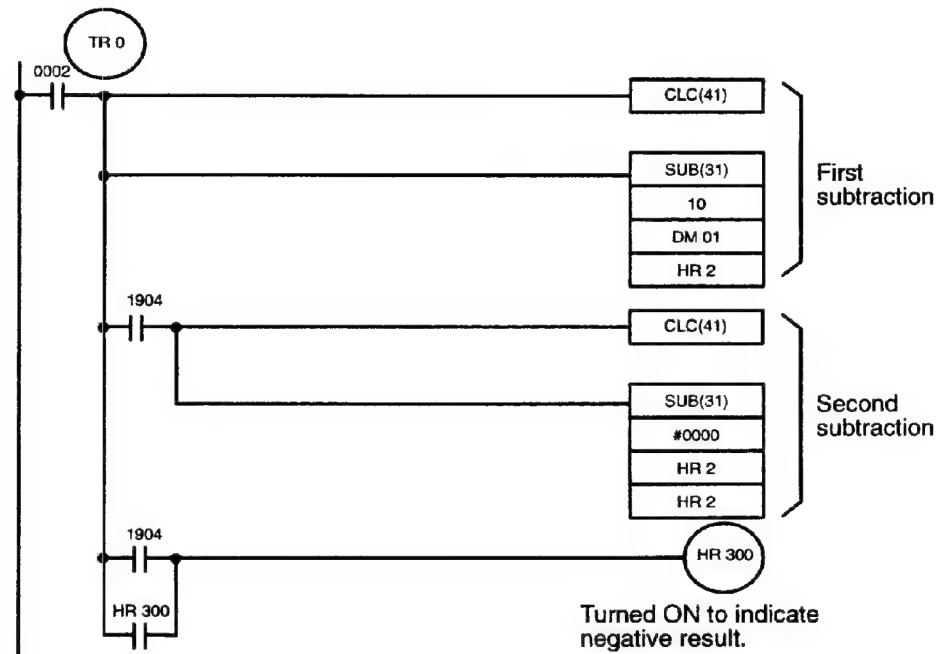 TR 0
0002
CLC(41)
SUB(31)
10
DM 01
HR 2
First
subtraction
1904
CLC(41)
SUB(31)
#0000
HR 2
HR 2
Second
subtraction
1904
HR 300
HR 300
Turned ON to indicate
negative result.